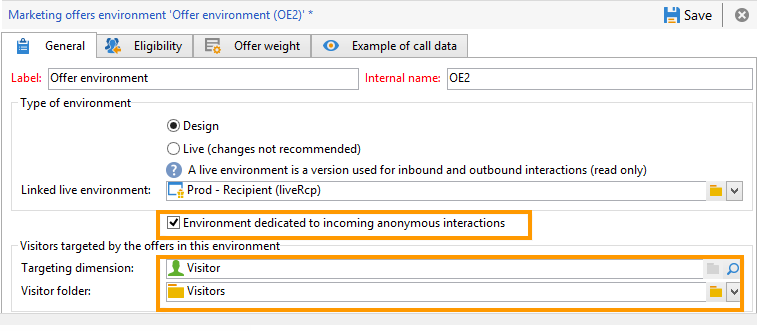 Marketing offers environment 'Offer environment (OE2)' *
Save
General
Eligibility
Offer weight
Example of call data
Label: Offer environment Internal name: OE2
Type of environment
Design
Live (changes not recommended)
? A live environment is a version used for inbound and outbound interactions (read only)
Linked live environment: Prod - Recipient (liveRcp)
Environment dedicated to incoming anonymous interactions
Visitors targeted by the offers in this environment
Targeting dimension: Visitor
Visitor folder: Visitors